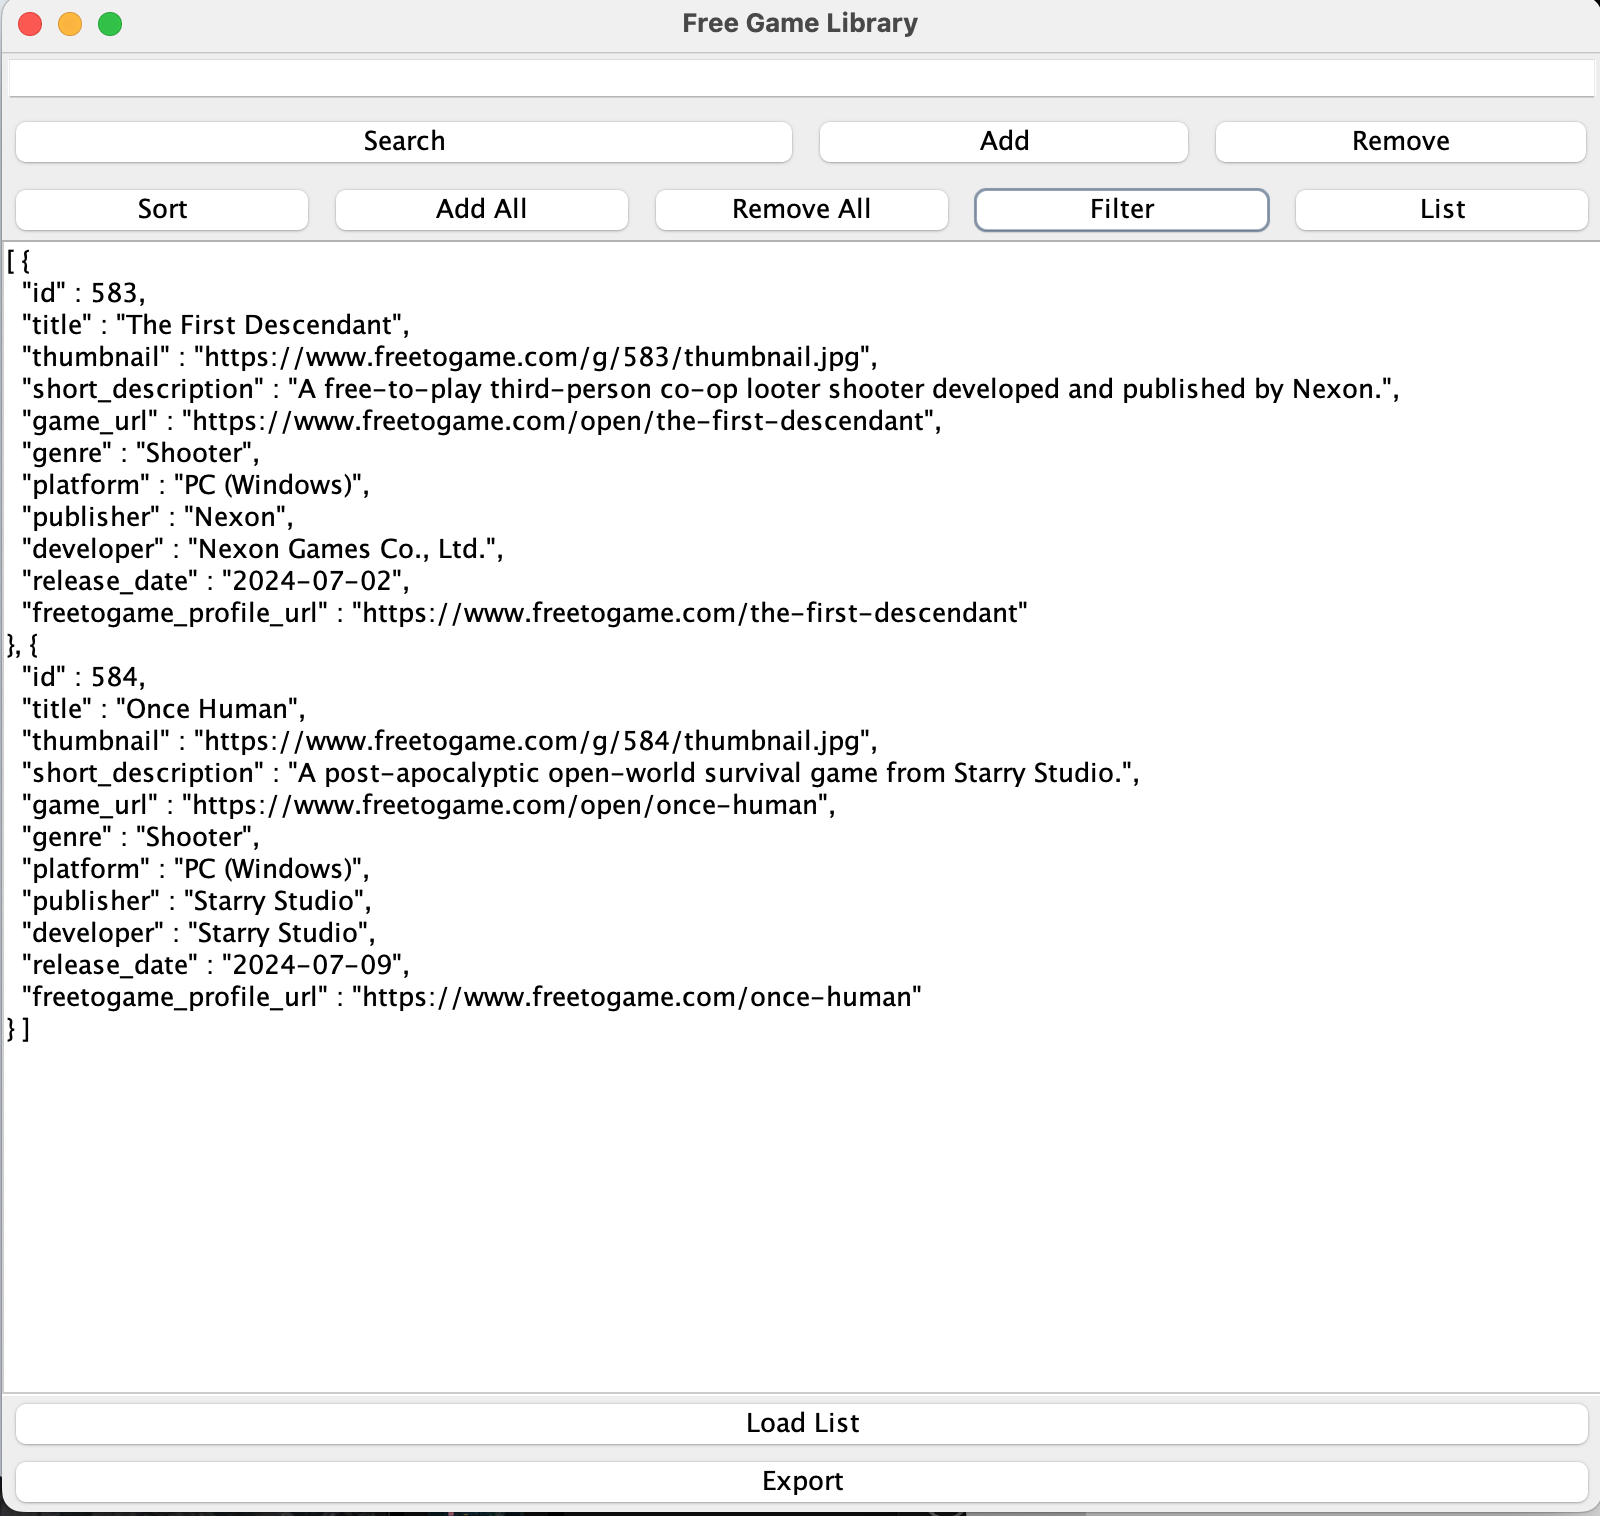 Free Game Library
Search Add Remove
Sort Add All Remove All Filter List
[ {
"id" : 583,
"title" : "The First Descendant",
"thumbnail" : "https://www.freetogame.com/g/583/thumbnail.jpg",
"short_description" : "A free-to-play third-person co-op looter shooter developed and published by Nexon.",
"game_url" : "https://www.freetogame.com/open/the-first-descendant",
"genre" : "Shooter",
"platform" : "PC (Windows)",
"publisher" : "Nexon",
"developer" : "Nexon Games Co., Ltd.",
"release_date" : "2024-07-02",
"freetogame_profile_url" : "https://www.freetogame.com/the-first-descendant"
}, {
"id" : 584,
"title" : "Once Human",
"thumbnail" : "https://www.freetogame.com/g/584/thumbnail.jpg",
"short_description" : "A post-apocalyptic open-world survival game from Starry Studio.",
"game_url" : "https://www.freetogame.com/open/once-human",
"genre" : "Shooter",
"platform" : "PC (Windows)",
"publisher" : "Starry Studio",
"developer" : "Starry Studio",
"release_date" : "2024-07-09",
"freetogame_profile_url" : "https://www.freetogame.com/once-human"
} ]
Load List
Export